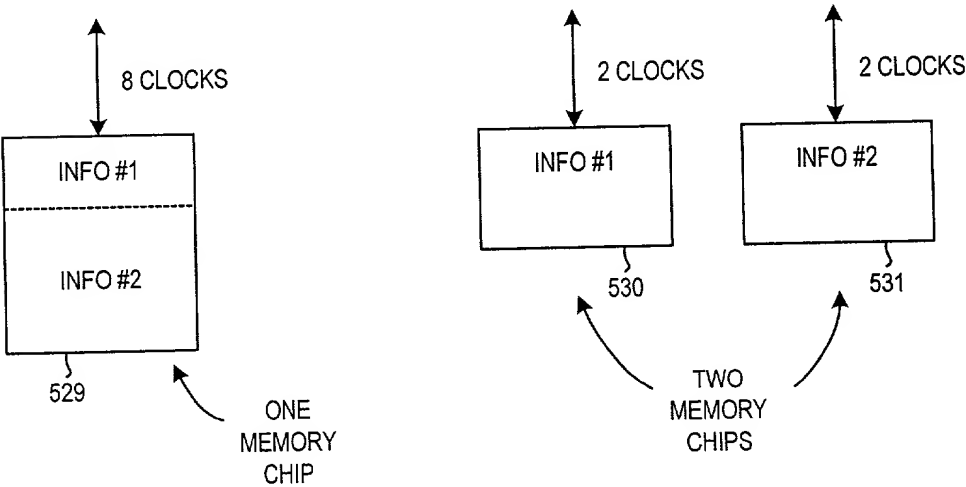 8 CLOCKS
INFO #1
INFO #2
529
ONE
MEMORY
CHIP
2 CLOCKS
INFO #1
530
2 CLOCKS
INFO #2
531
TWO
MEMORY
CHIPS